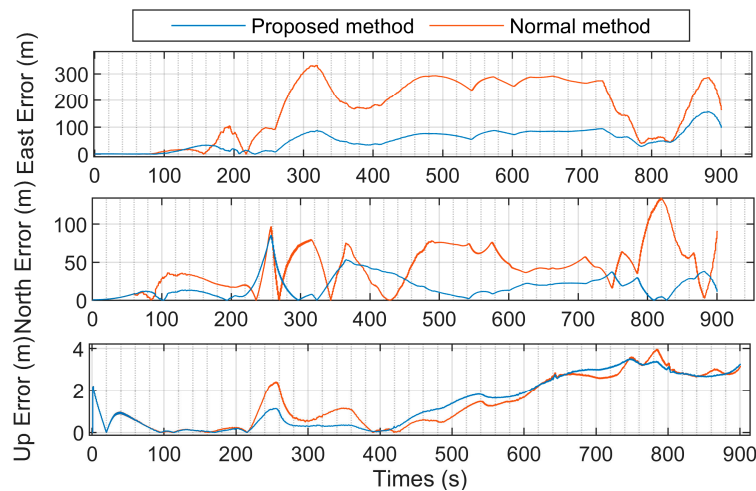 Proposed method Normal method
East Error (m)
300
200
100
0
0 100 200 300 400 500 600 700 800 900
North Error (m)
100
50
0
0 100 200 300 400 500 600 700 800 900
Up Error (m)
4
2
0
0 100 200 300 400 500 600 700 800 900
Times (s)